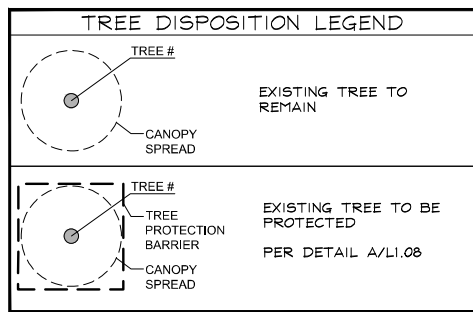 TREE DISPOSITION LEGEND
TREE #
CANOPY
SPREAD
EXISTING TREE TO
REMAIN
TREE #
TREE
PROTECTION
BARRIER
CANOPY
SPREAD
EXISTING TREE TO BE
PROTECTED
PER DETAIL A/L1.08